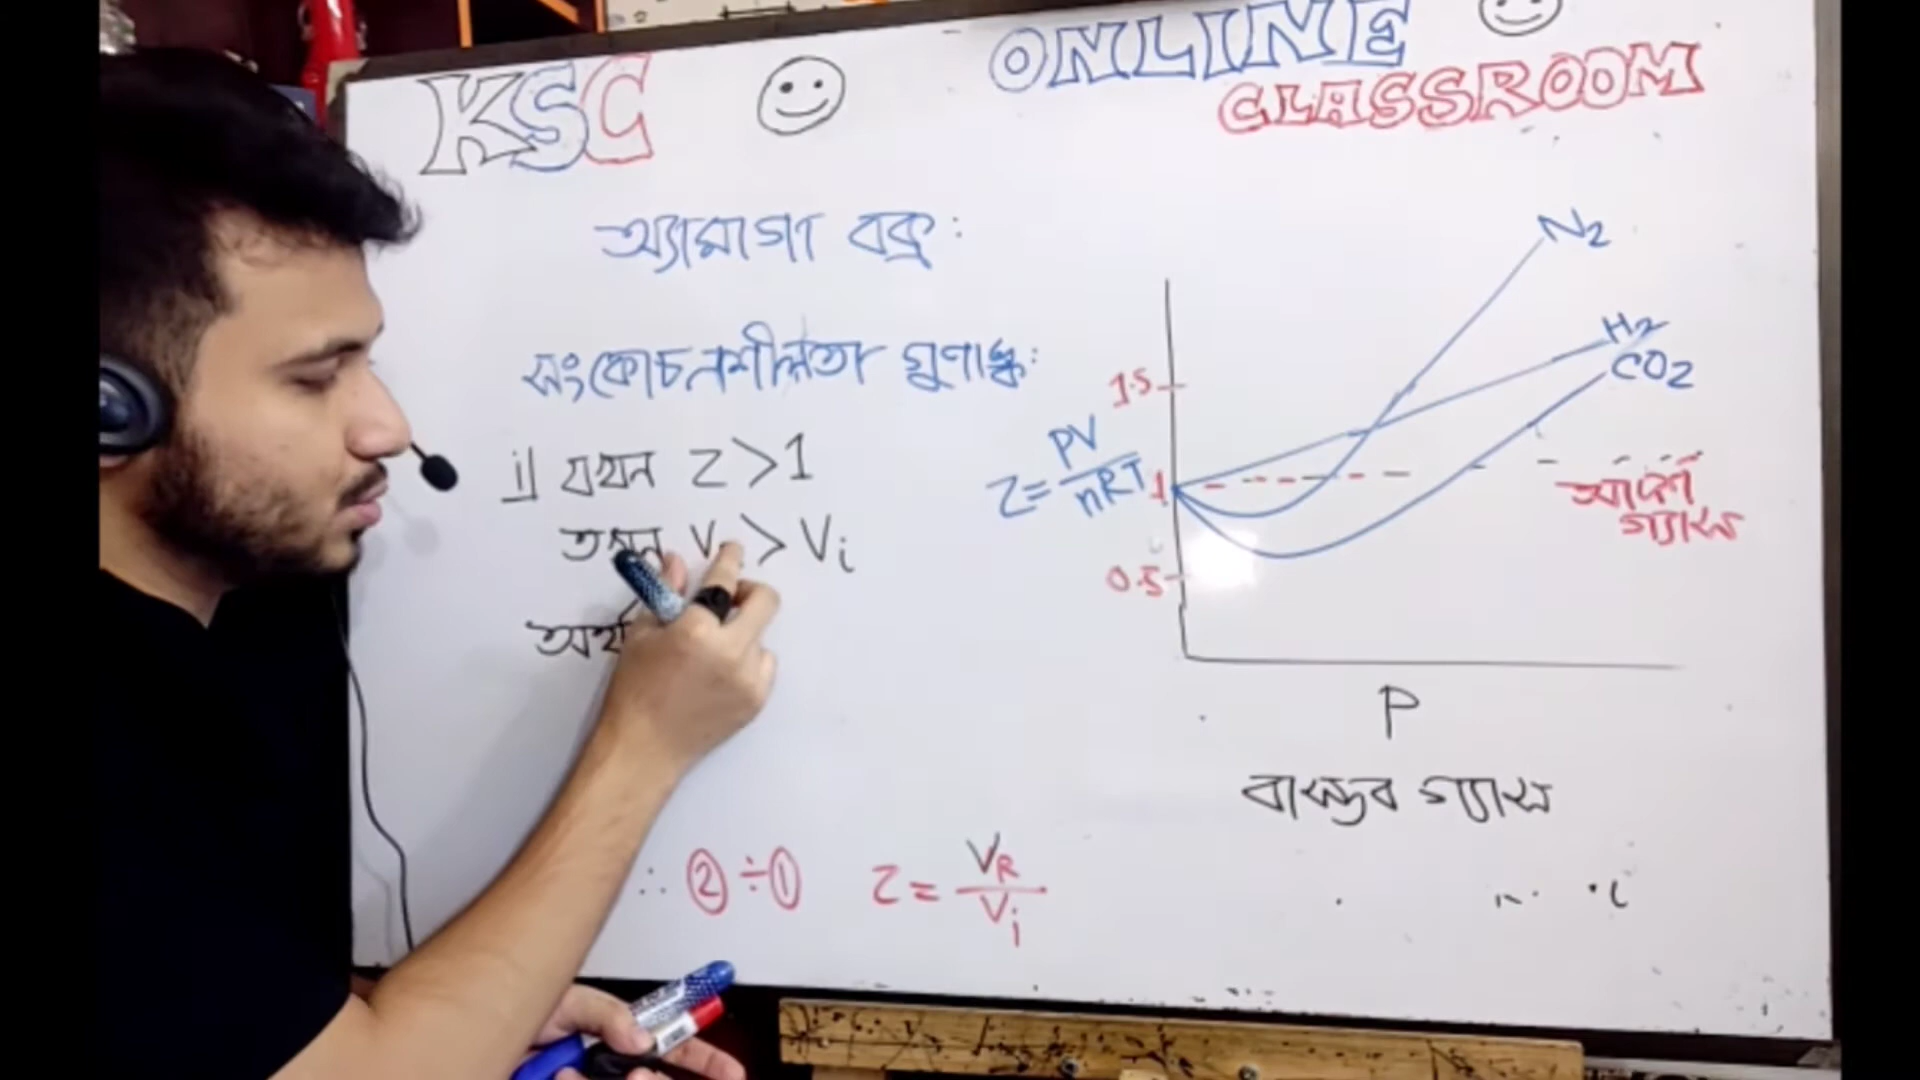 KSC
ONLINE
CLASSROOM
অ্যামাগা বক্র:
সংকোচনশীলতা গুণাঙ্ক:
i) যখন Z>1
তখন V > Vi
Z = PV/nRT
1.5
1
0.5
N2
H2
CO2
আদর্শ
গ্যাস
P
বাস্তব গ্যাস
∴ ② ÷ ① Z = VR/Vi